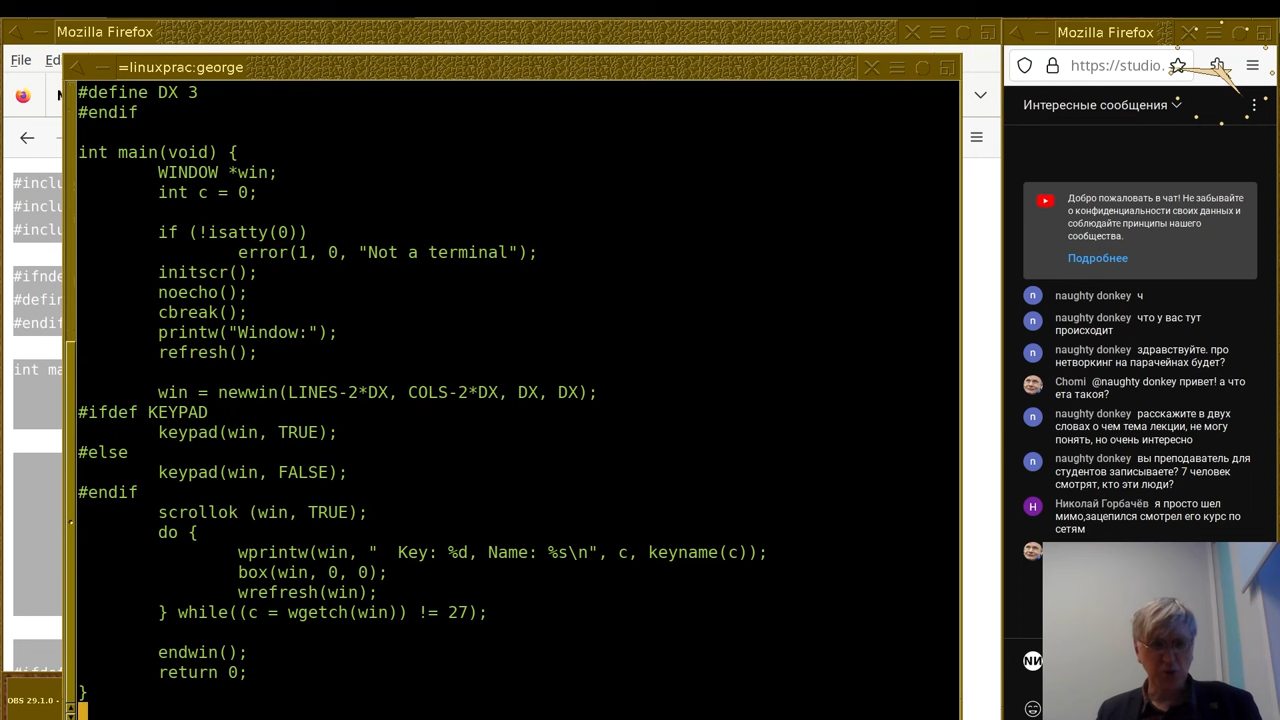 Mozilla Firefox
File Ed
=linuxprac:george
#inclu
#inclu
#inclu
#ifnde
#defin
#endif
int ma
#ifdef
DBS 29.1.0 -
#define DX 3
#endif
int main(void) {
WINDOW *win;
int c = 0;
if (!isatty(0))
error(1, 0, "Not a terminal");
initscr();
noecho();
cbreak();
printw("Window:");
refresh();
win = newwin(LINES-2*DX, COLS-2*DX, DX, DX);
#ifdef KEYPAD
keypad(win, TRUE);
#else
keypad(win, FALSE);
#endif
scrollok (win, TRUE);
do {
wprintw(win, "  Key: %d, Name: %s\n", c, keyname(c));
box(win, 0, 0);
wrefresh(win);
} while((c = wgetch(win)) != 27);
endwin();
return 0;
}
Mozilla Firefox
https://studio.
Интересные сообщения
Добро пожаловать в чат! Не забывайте
о конфиденциальности своих данных и
соблюдайте принципы нашего
сообщества.
Подробнее
n naughty donkey ч
n naughty donkey что у вас тут
происходит
naughty donkey здравствуйте. про
нетворкинг на парачейнах будет?
Chomi @naughty donkey привет! а что
ета такоя?
n naughty donkey расскажите в двух
словах о чем тема лекции, не могу
понять, но очень интересно
n naughty donkey вы преподаватель для
студентов записываете? 7 человек
смотрят, кто эти люди?
Н Николай Горбачёв я просто шел
мимо,зацепился смотрел его курс по
сетям